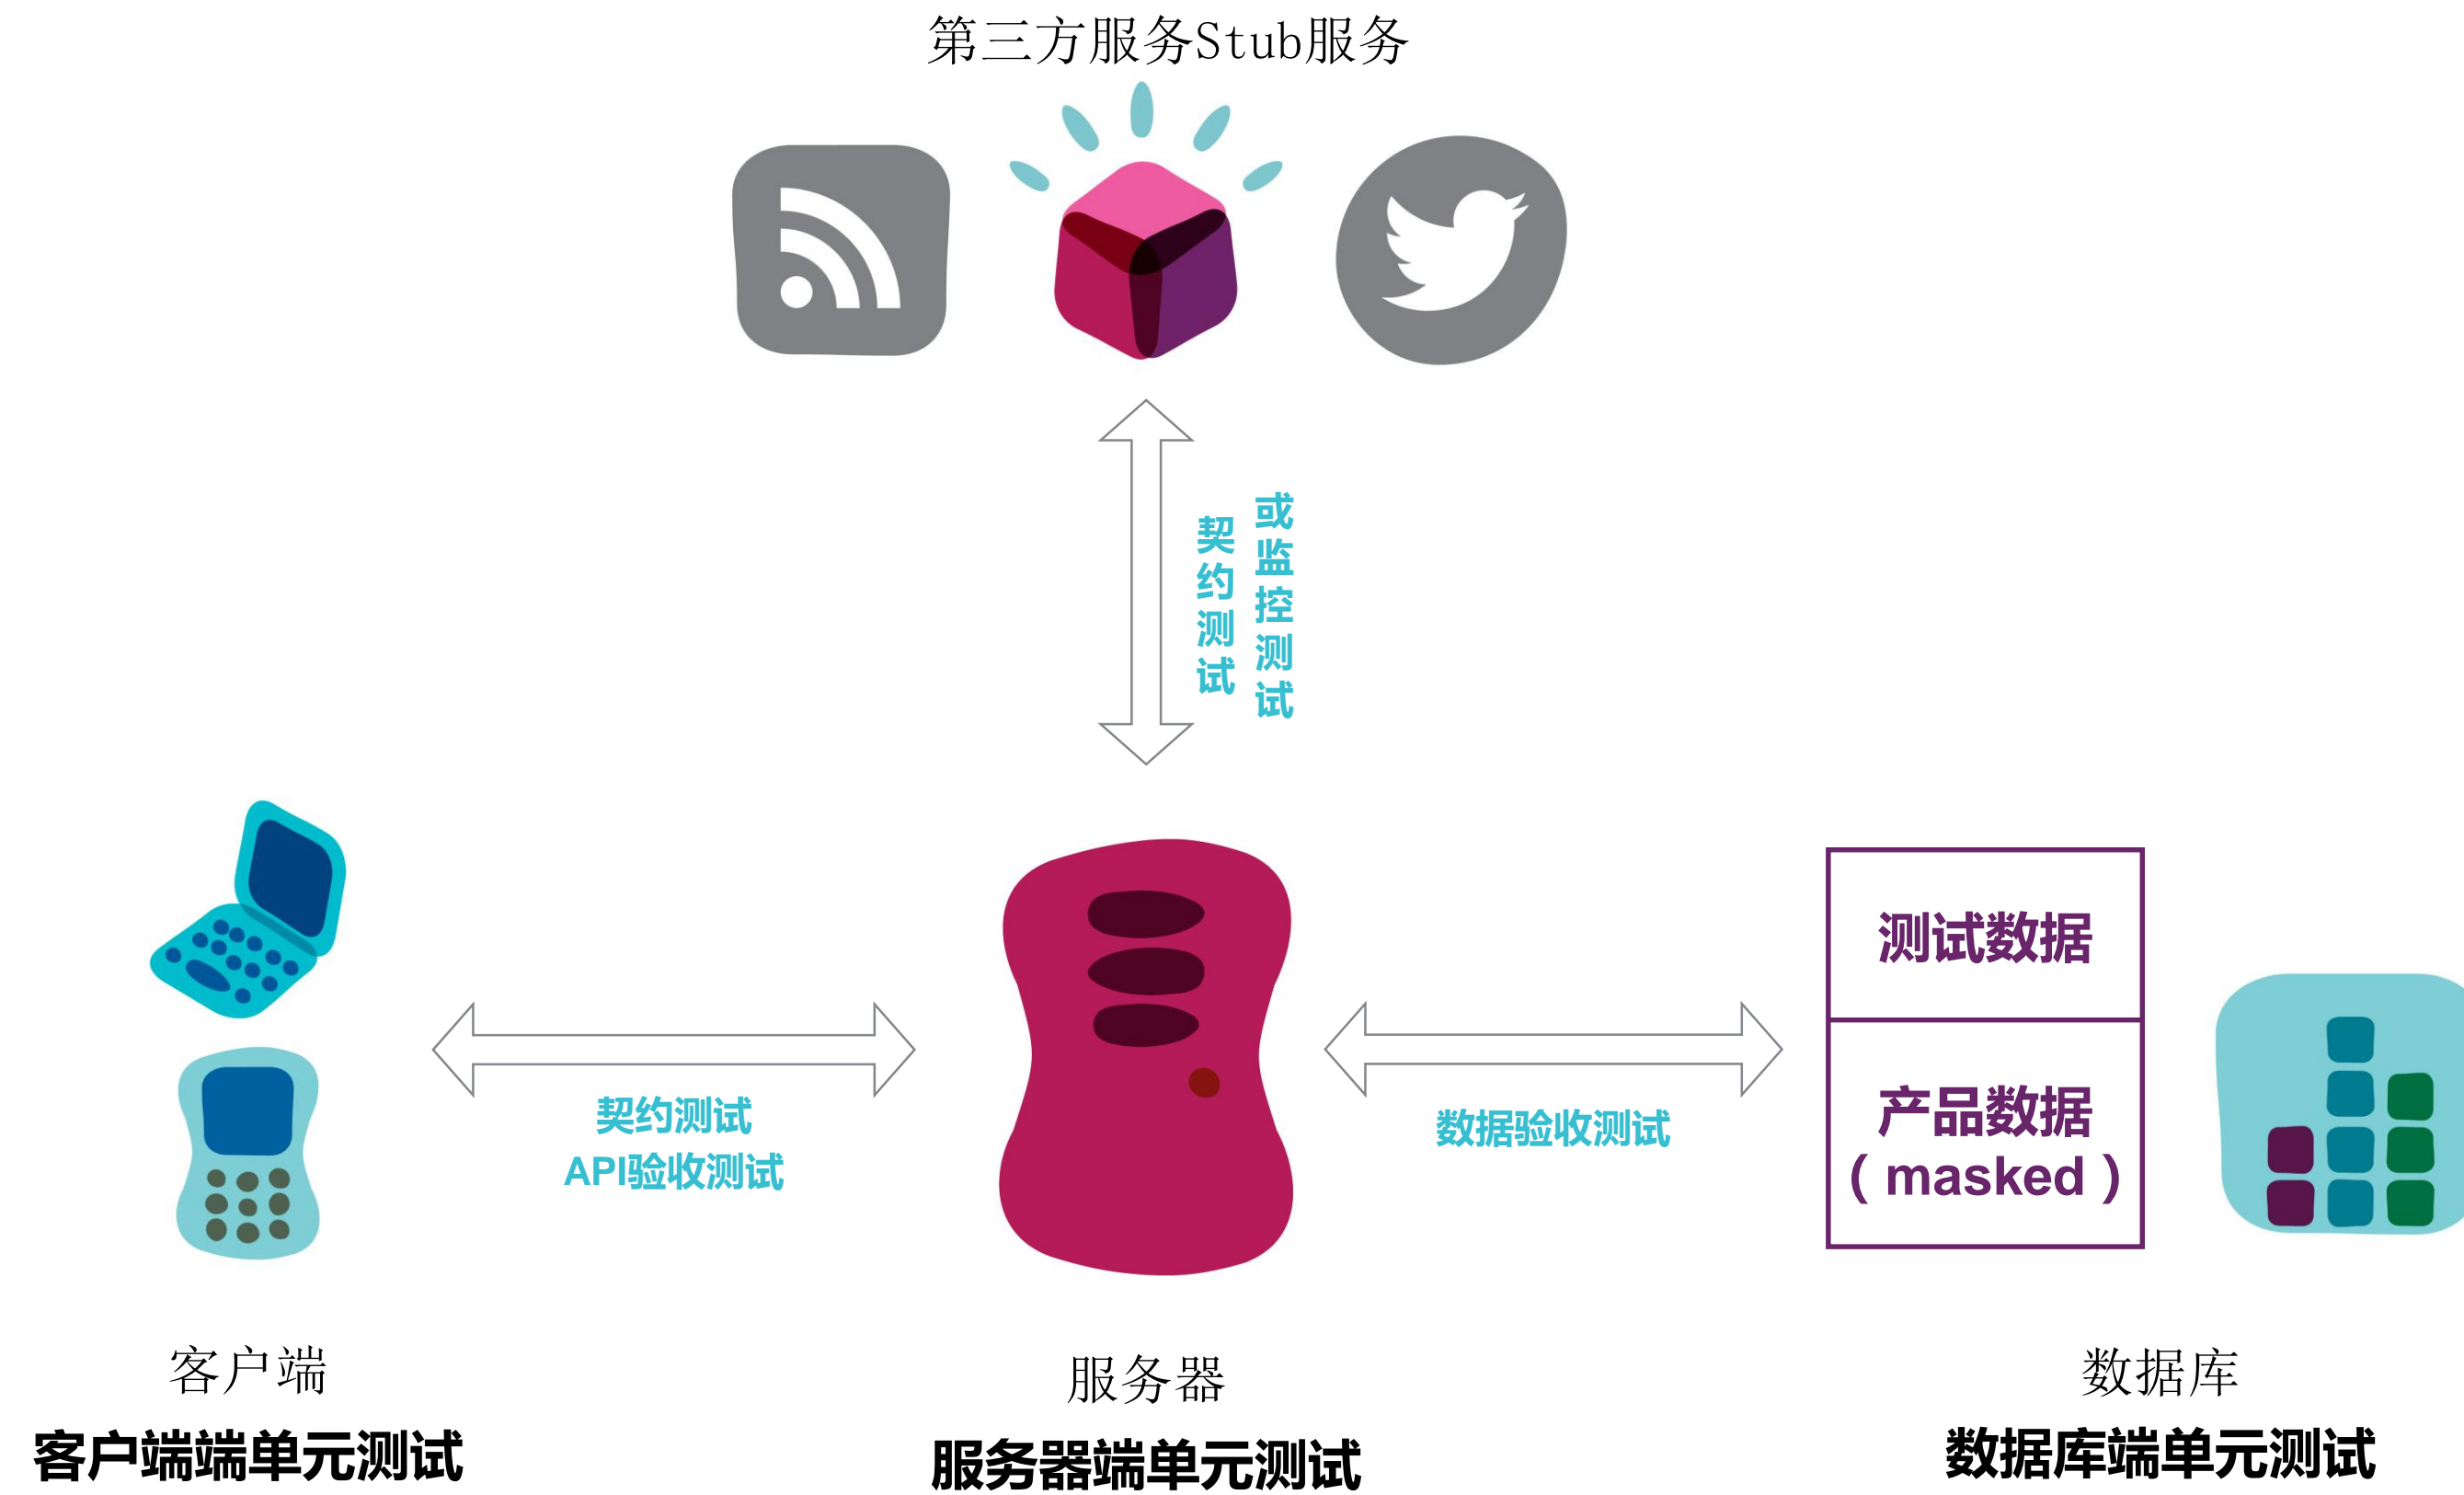 第三方服务Stub服务
契约测试
或监控测试
测试数据
产品数据
（masked）
契约测试
API验收测试
数据验收测试
客户端
客户端端单元测试
服务器
服务器端单元测试
数据库
数据库端单元测试